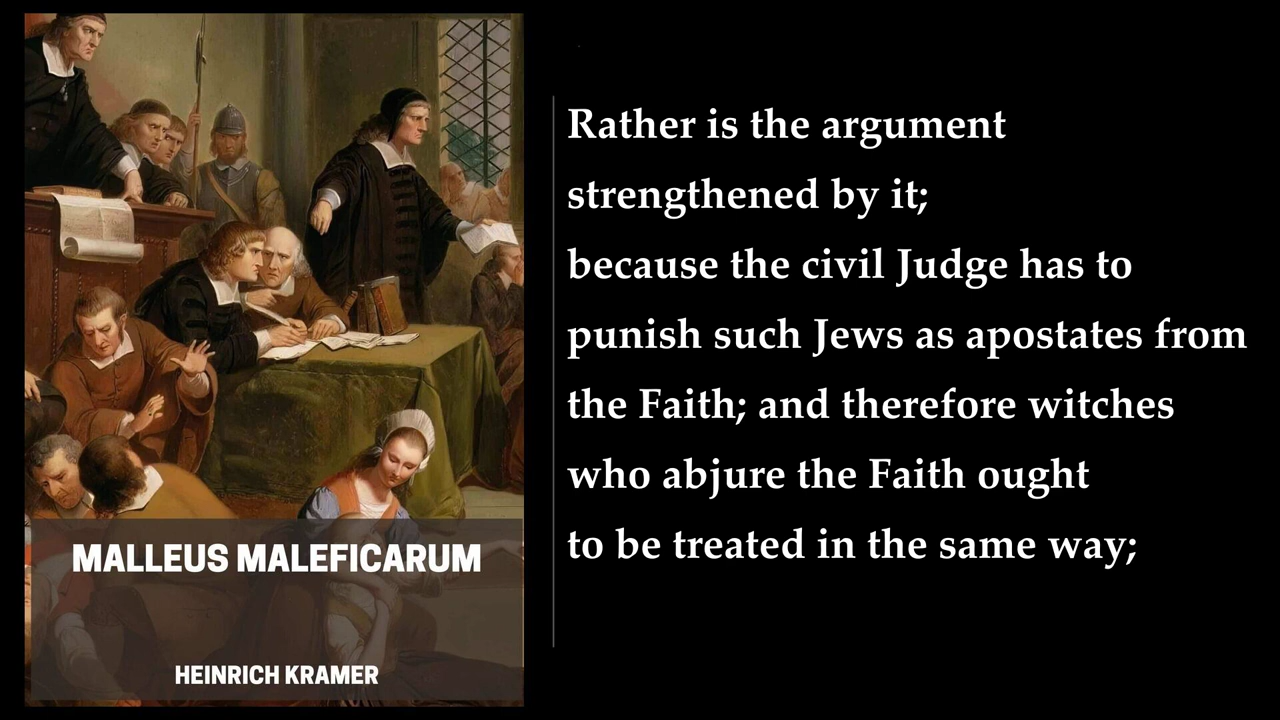 MALLEUS MALEFICARUM
HEINRICH KRAMER
Rather is the argument
strengthened by it;
because the civil Judge has to
punish such Jews as apostates from
the Faith; and therefore witches
who abjure the Faith ought
to be treated in the same way;